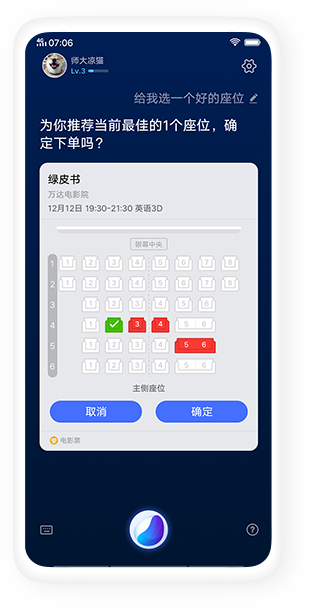 4G 07:06
师大凉猫
Lv.3
给我选一个好的座位
为你推荐当前最佳的1个座位，确
定下单吗？
绿皮书
万达电影院
12月12日 19:30-21:30 英语3D
银幕中央
1 1 2 3 4 5 6 7 8
2 1 2 3 4 5 6 7 8
3 1 2 3 4 5 6
4 1 3 4 5 6
5 1 2 3 4 5 6
6 1 2 3 4 5 6
主侧座位
取消 确定
电影票